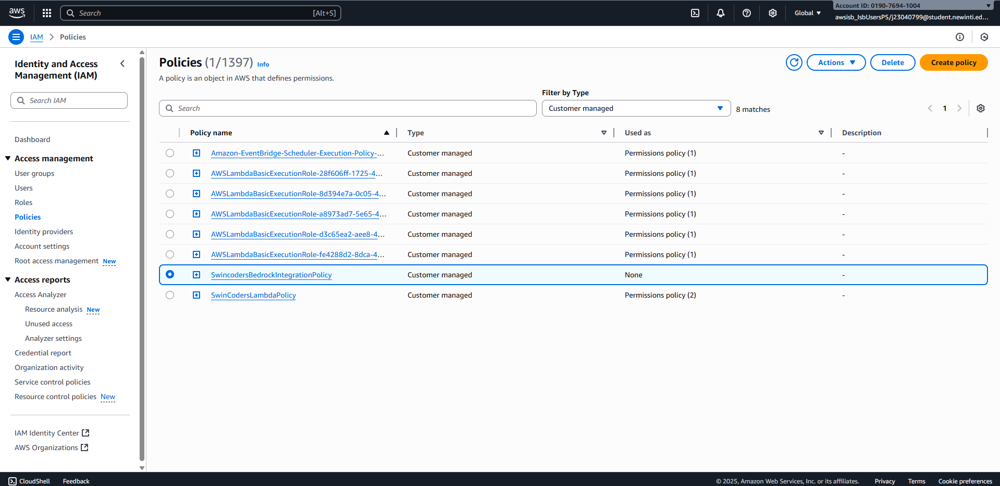 aws
Search [Alt+S]
Global
Account ID: 0190-7694-1004
awsisb_IsbUsersPS/j23040799@student.newinti.ed...
IAM > Policies
Identity and Access
Management (IAM)
Search IAM
Dashboard
Access management
User groups
Users
Roles
Policies
Identity providers
Account settings
Root access management New
Access reports
Access Analyzer
Resource analysis New
Unused access
Analyzer settings
Credential report
Organization activity
Service control policies
Resource control policies New
IAM Identity Center
AWS Organizations
Policies (1/1397) Info
Actions
Delete
Create policy
A policy is an object in AWS that defines permissions.
Filter by Type
Search
Customer managed
8 matches
1
Policy name Type Used as Description
Amazon-EventBridge-Scheduler-Execution-Policy-... Customer managed Permissions policy (1) -
AWSLambdaBasicExecutionRole-28f606ff-1725-4... Customer managed Permissions policy (1) -
AWSLambdaBasicExecutionRole-8d394e7a-0c05-4... Customer managed Permissions policy (1) -
AWSLambdaBasicExecutionRole-a8973ad7-5e65-4... Customer managed Permissions policy (1) -
AWSLambdaBasicExecutionRole-d3c65ea2-aee8-4... Customer managed Permissions policy (1) -
AWSLambdaBasicExecutionRole-fe4288d2-8dca-4... Customer managed Permissions policy (1) -
SwincodersBedrockIntegrationPolicy Customer managed None -
SwinCodersLambdaPolicy Customer managed Permissions policy (2) -
CloudShell Feedback
© 2025, Amazon Web Services, Inc. or its affiliates. Privacy Terms Cookie preferences